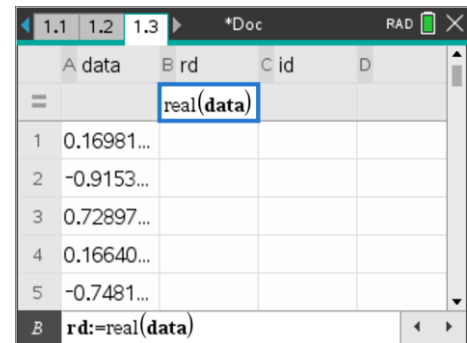 1.1 1.2 1.3 *Doc RAD
A data B rd C id D
= real(data)
1 0.16981...
2 -0.9153...
3 0.72897...
4 0.16640...
5 -0.7481...
B rd:=real(data)